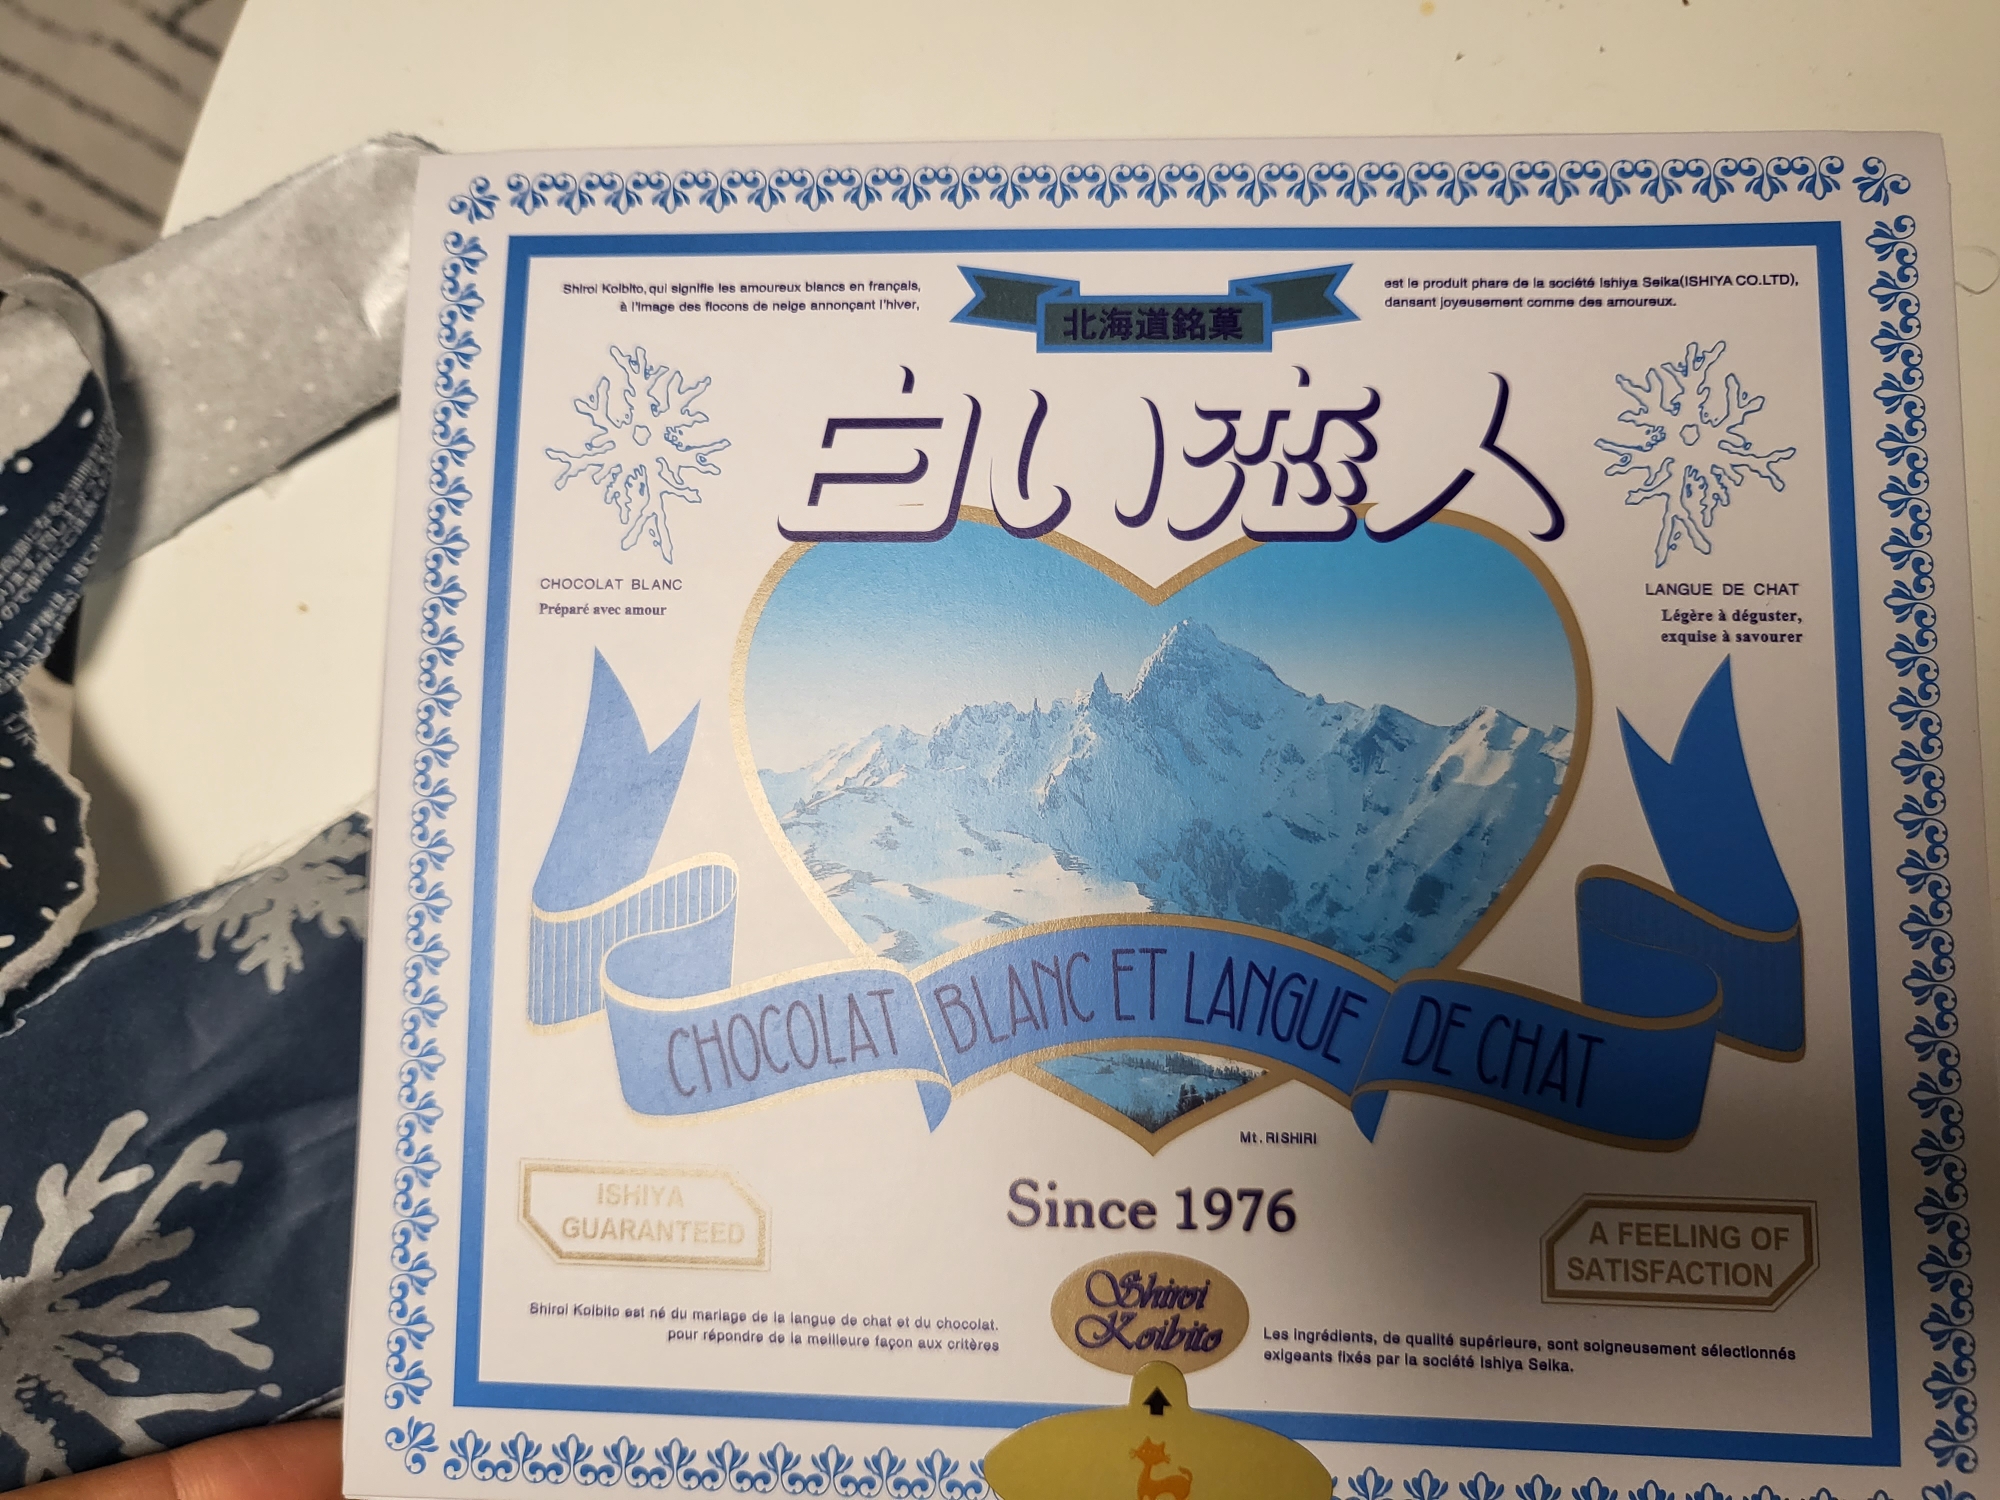 Shiroi Koibito, qui signifie les amoureux blancs en français,
à l'image des flocons de neige annonçant l'hiver,
est le produit phare de la société Ishiya Seika(ISHIYA CO.LTD),
dansant joyeusement comme des amoureux.
北海道銘菓
白い恋人
CHOCOLAT BLANC
Préparé avec amour
LANGUE DE CHAT
Légère à déguster,
exquise à savourer
CHOCOLAT BLANC ET LANGUE DE CHAT
Mt. RISHIRI
Since 1976
ISHIYA
GUARANTEED
A FEELING OF
SATISFACTION
Shiroi Koibito
Shiroi Koibito est né du mariage de la langue de chat et du chocolat.
pour répondre de la meilleure façon aux critères
Les ingrédients, de qualité supérieure, sont soigneusement sélectionnés
exigeants fixés par la société Ishiya Seika.